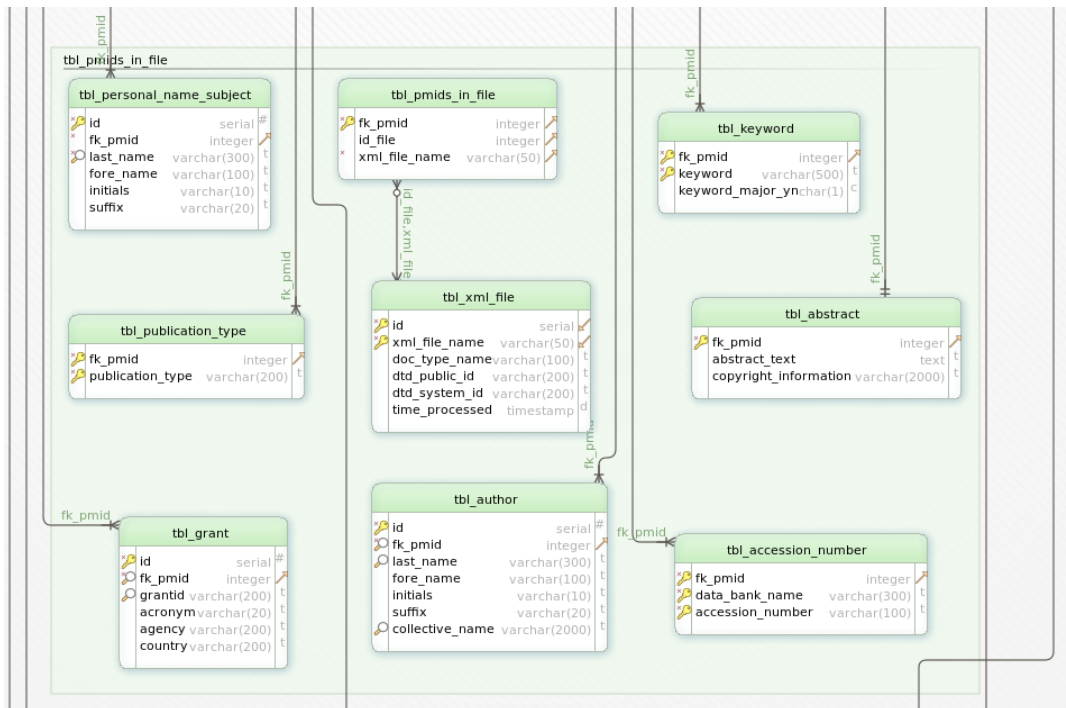 fk_pmid
tbl_pmids_in_file
tbl_personal_name_subject
id serial #
fk_pmid integer
last_name varchar(300) t
fore_name varchar(100) t
initials varchar(10) t
suffix varchar(20) t
tbl_pmids_in_file
fk_pmid integer
id_file integer
xml_file_name varchar(50)
fk_pmid
tbl_keyword
fk_pmid integer
keyword varchar(500) t
keyword_major_yn char(1) c
id_file,xml_file
fk_pmid
tbl_publication_type
fk_pmid integer
publication_type varchar(200) t
tbl_xml_file
id serial
xml_file_name varchar(50)
doc_type_name varchar(100) t
dtd_public_id varchar(200) t
dtd_system_id varchar(200) t
time_processed timestamp d
fk_pmid
tbl_abstract
fk_pmid integer
abstract_text text t
copyright_information varchar(2000) t
fk_pmid
tbl_grant
id serial #
fk_pmid integer
grantid varchar(200) t
acronym varchar(20) t
agency varchar(200) t
country varchar(200) t
fk_pmid
tbl_author
id serial #
fk_pmid integer
last_name varchar(300) t
fore_name varchar(100) t
initials varchar(10) t
suffix varchar(20) t
collective_name varchar(2000) t
fk_pmid
tbl_accession_number
fk_pmid integer
data_bank_name varchar(300) t
accession_number varchar(100) t